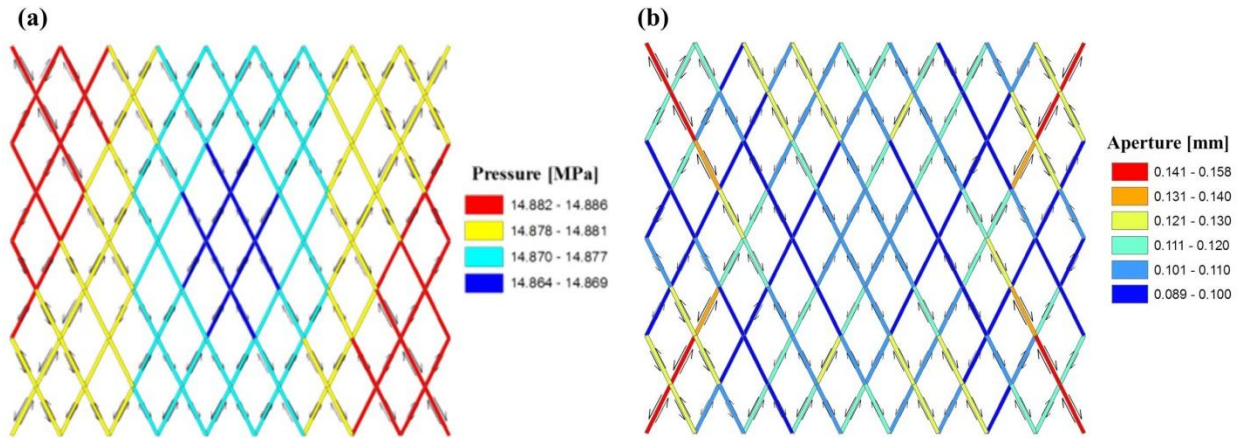 (a)
(b)
Pressure [MPa]
14.882 - 14.886
14.878 - 14.881
14.870 - 14.877
14.864 - 14.869
Aperture [mm]
0.141 - 0.158
0.131 - 0.140
0.121 - 0.130
0.111 - 0.120
0.101 - 0.110
0.089 - 0.100